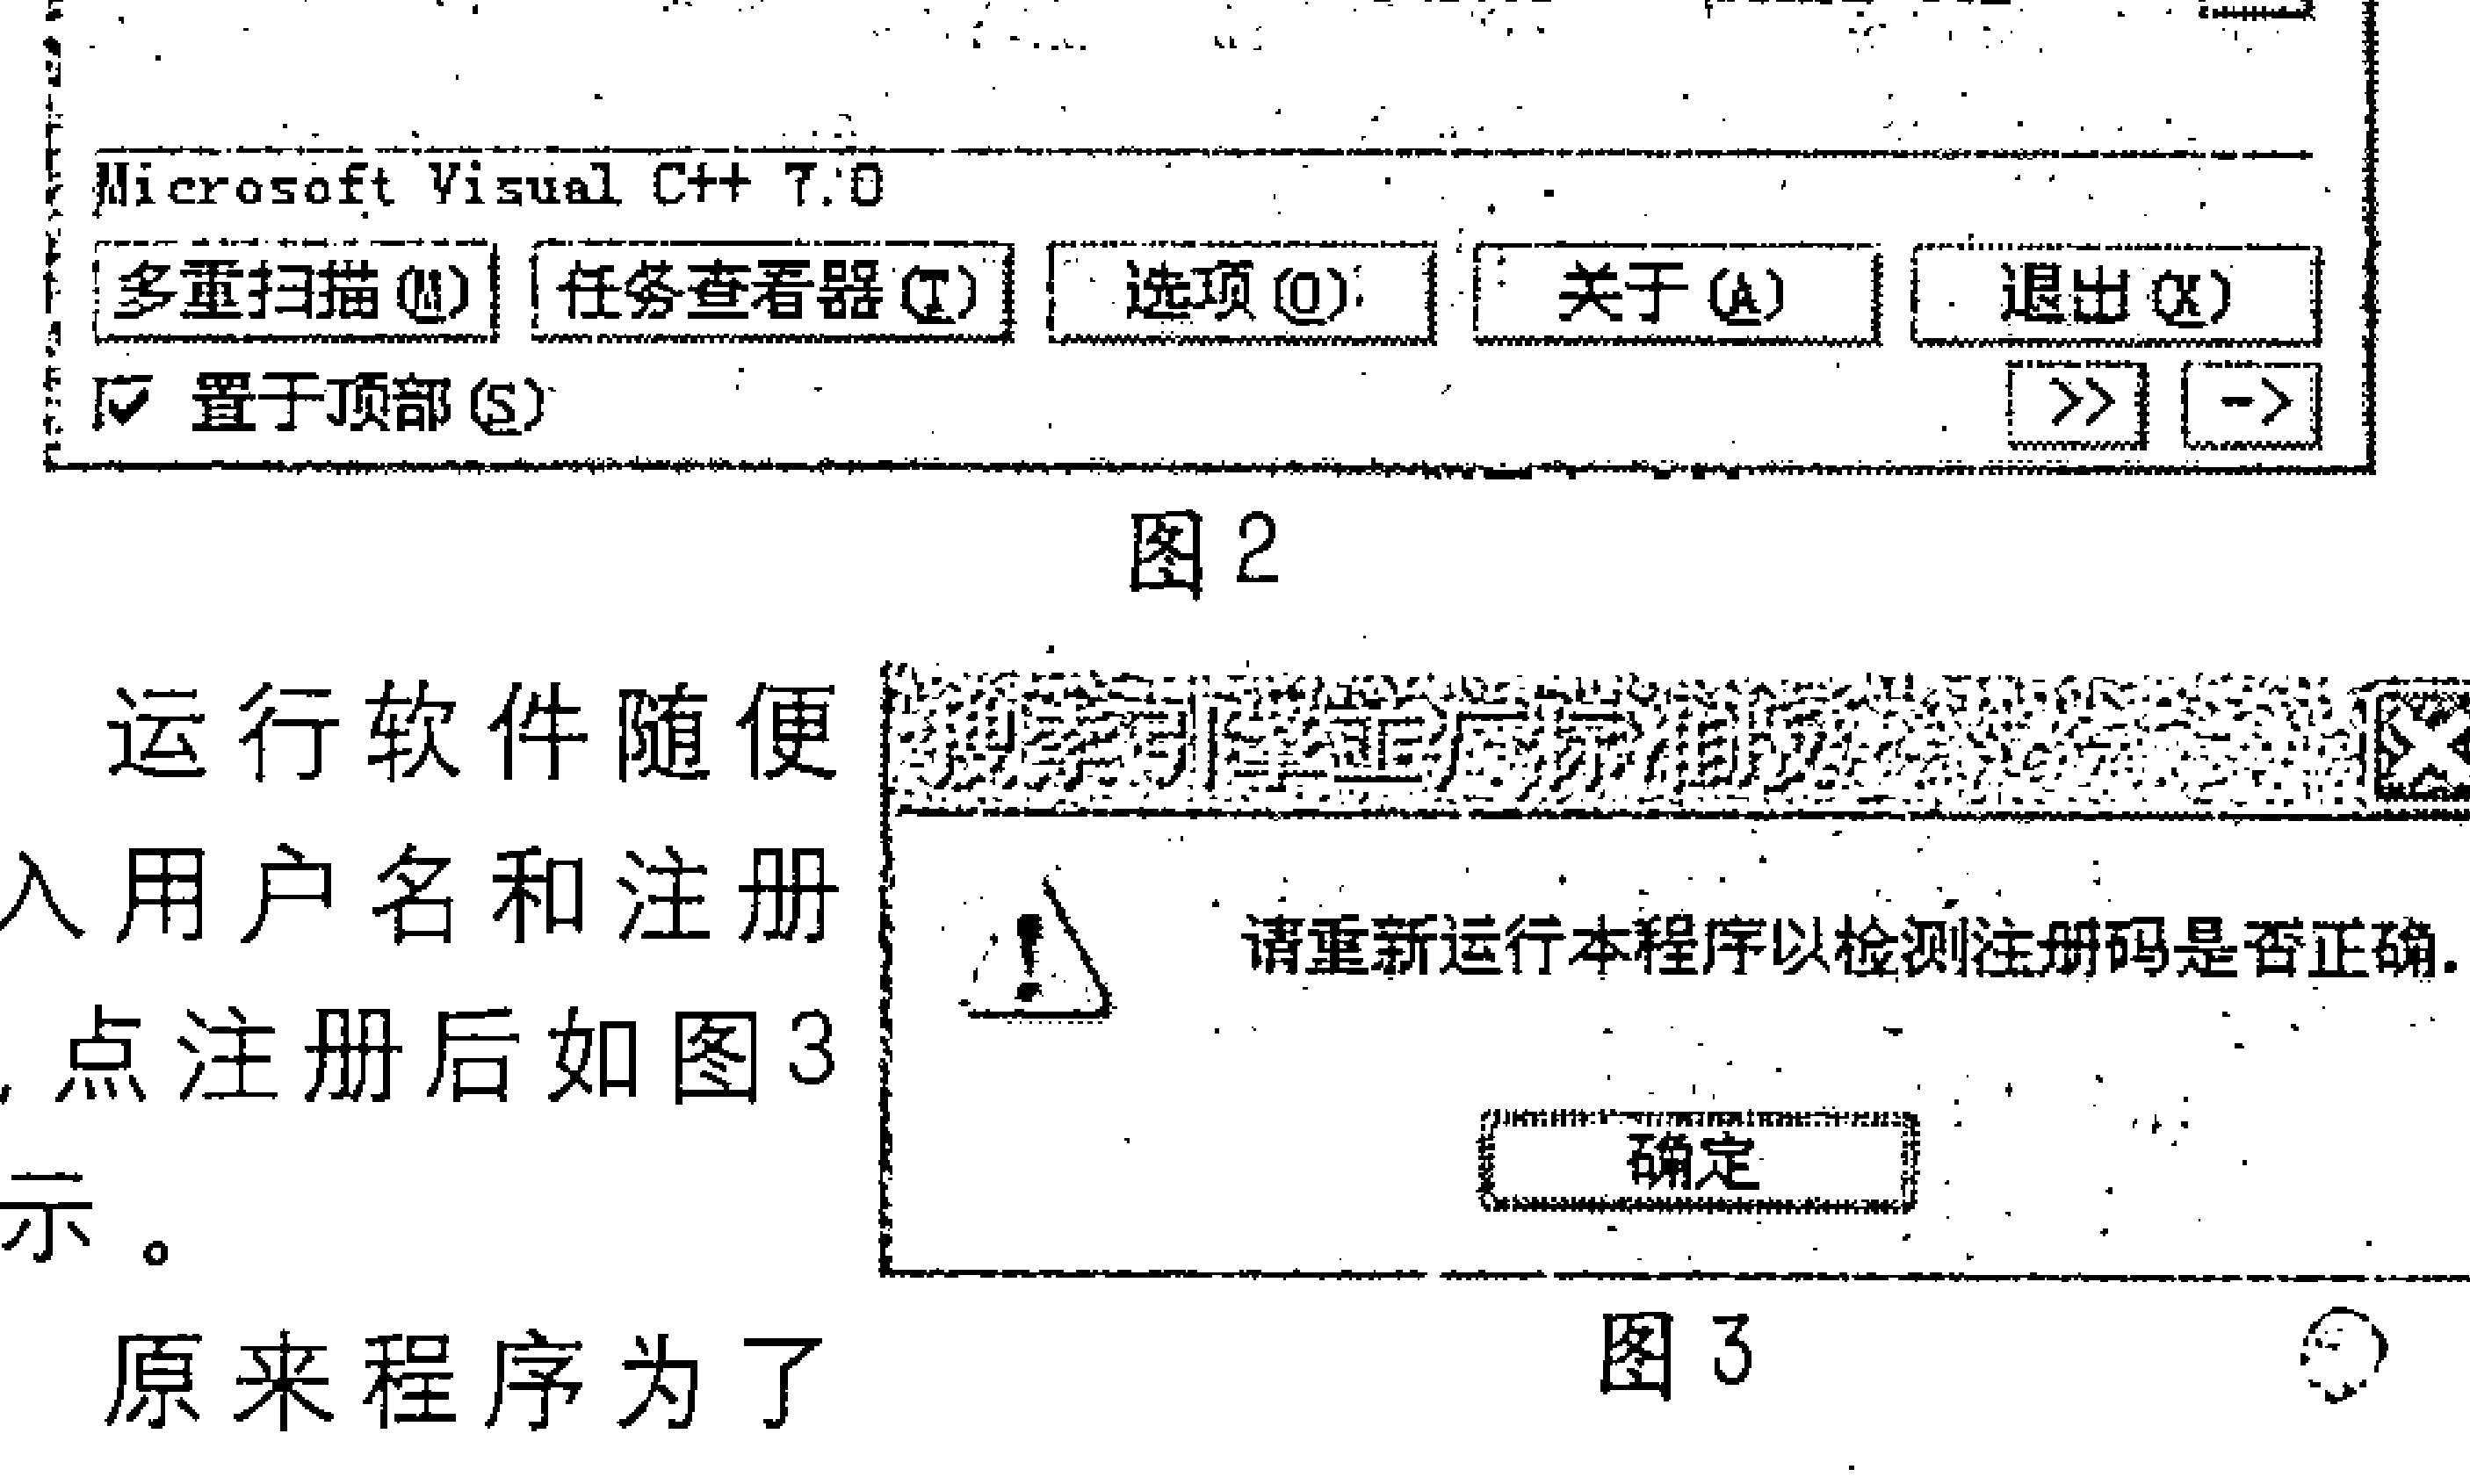 Microsoft Visual C++ 7.0
多重扫描(M) 任务查看器(T) 选项(O) 关于(A) 退出(X)
置于顶部(S) >> ->
图2
运行软件随便
入用户名和注册
,点注册后如图3
示。
原来程序为了
请重新运行本程序以检测注册码是否正确.
确定
图3